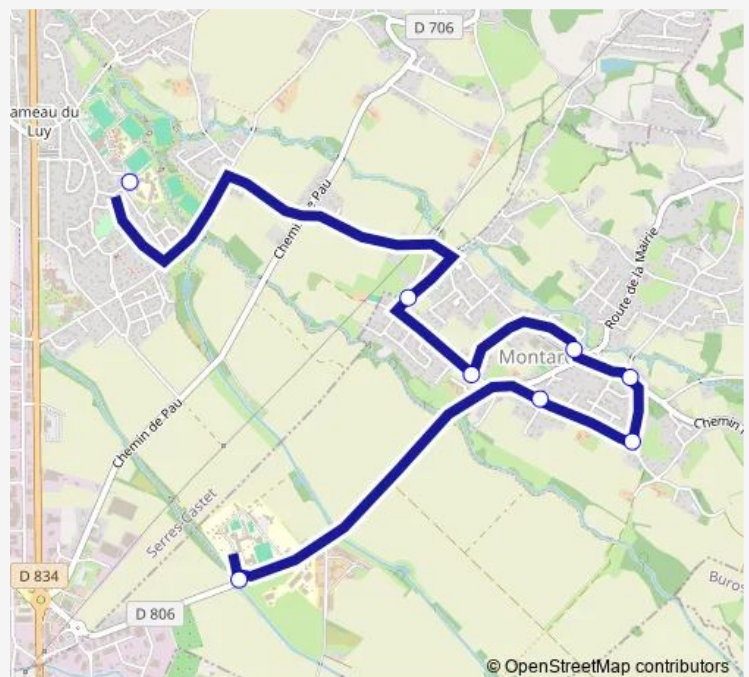 D 706
ameau du
Luy
Chemin de Pau
Route de la Mairie
Montar
Chemin
Chemin de Pau
Serres-Castet
D 834
D 806
Buros
© OpenStreetMap contributors